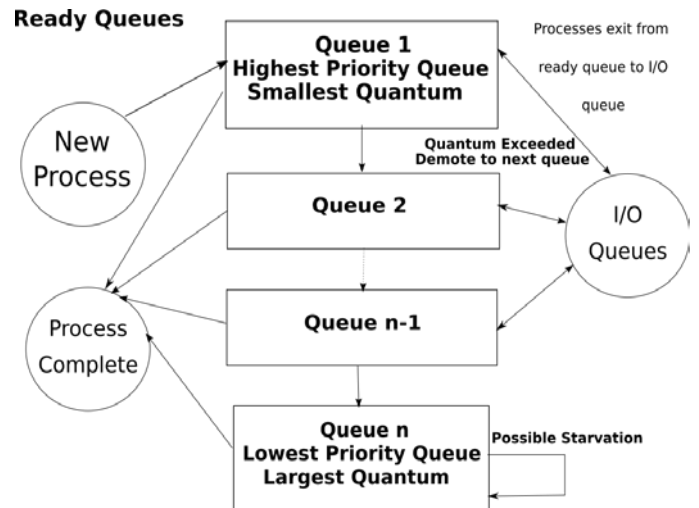 Ready Queues
Queue 1
Highest Priority Queue
Smallest Quantum
Processes exit from
ready queue to I/O
queue
New
Process
Quantum Exceeded
Demote to next queue
Queue 2
I/O
Queues
Queue n-1
Process
Complete
Queue n
Lowest Priority Queue
Largest Quantum
Possible Starvation